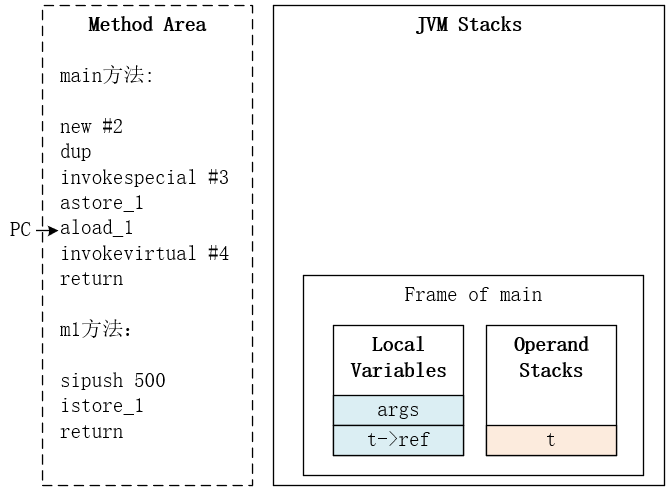 Method Area
main方法:
new #2
dup
invokespecial #3
astore_1
PC
aload_1
invokevirtual #4
return
m1方法：
sipush 500
istore_1
return
JVM Stacks
Frame of main
Local
Variables
args
t->ref
Operand
Stacks
t